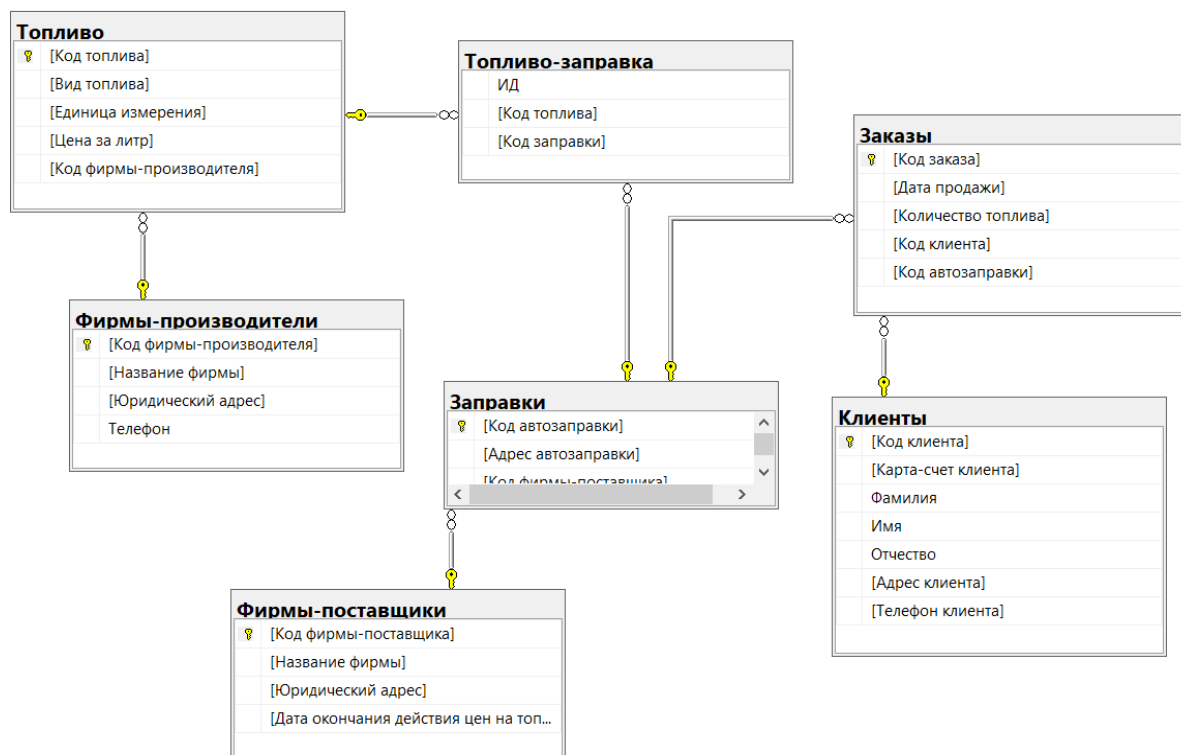 Топливо
[Код топлива]
[Вид топлива]
[Единица измерения]
[Цена за литр]
[Код фирмы-производителя]
Топливо-заправка
ИД
[Код топлива]
[Код заправки]
Заказы
[Код заказа]
[Дата продажи]
[Количество топлива]
[Код клиента]
[Код автозаправки]
Фирмы-производители
[Код фирмы-производителя]
[Название фирмы]
[Юридический адрес]
Телефон
Заправки
[Код автозаправки]
[Адрес автозаправки]
[Код фирмы-поставщика]
Клиенты
[Код клиента]
[Карта-счет клиента]
Фамилия
Имя
Отчество
[Адрес клиента]
[Телефон клиента]
Фирмы-поставщики
[Код фирмы-поставщика]
[Название фирмы]
[Юридический адрес]
[Дата окончания действия цен на топ...